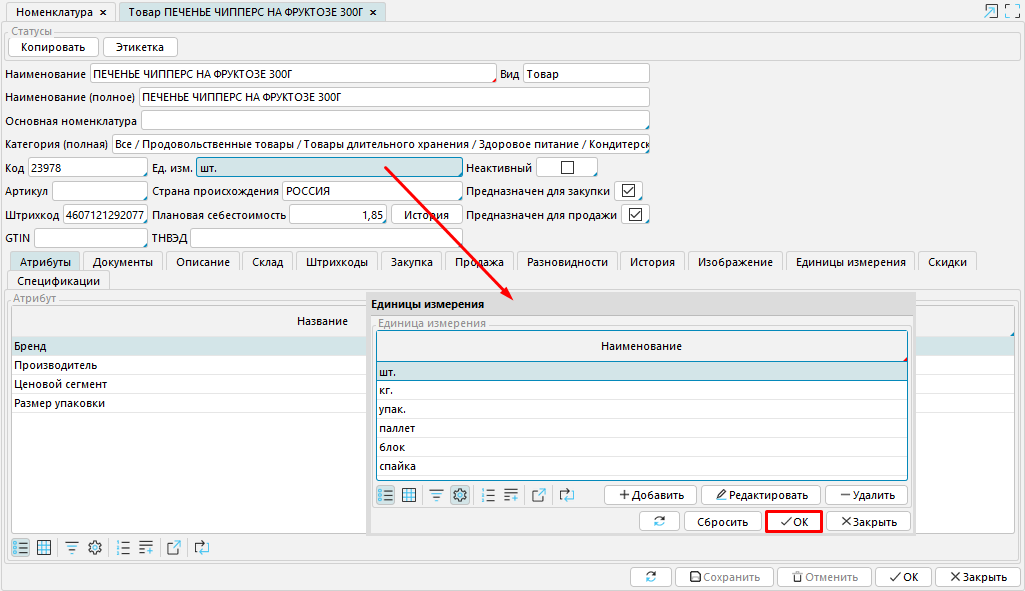 Номенклатура × Товар ПЕЧЕНЬЕ ЧИППЕРС НА ФРУКТОЗЕ 300Г ×
Статусы
Копировать Этикетка
Наименование ПЕЧЕНЬЕ ЧИППЕРС НА ФРУКТОЗЕ 300Г Вид Товар
Наименование (полное) ПЕЧЕНЬЕ ЧИППЕРС НА ФРУКТОЗЕ 300Г
Основная номенклатура
Категория (полная) Все / Продовольственные товары / Товары длительного хранения / Здоровое питание / Кондитерск
Код 23978 Ед. изм. шт. Неактивный
Артикул Страна происхождения РОССИЯ Предназначен для закупки
Штрихкод 4607121292077 Плановая себестоимость 1,85 История Предназначен для продажи
GTIN ТНВЭД
Атрибуты Документы Описание Склад Штрихкоды Закупка Продажа Разновидности История Изображение Единицы измерения Скидки
Спецификации
Атрибут
Название
Бренд
Производитель
Ценовой сегмент
Размер упаковки
Единицы измерения
Единица измерения
Наименование
шт.
кг.
упак.
паллет
блок
спайка
Добавить Редактировать Удалить
Сбросить ОК Закрыть
Сохранить Отменить ОК Закрыть